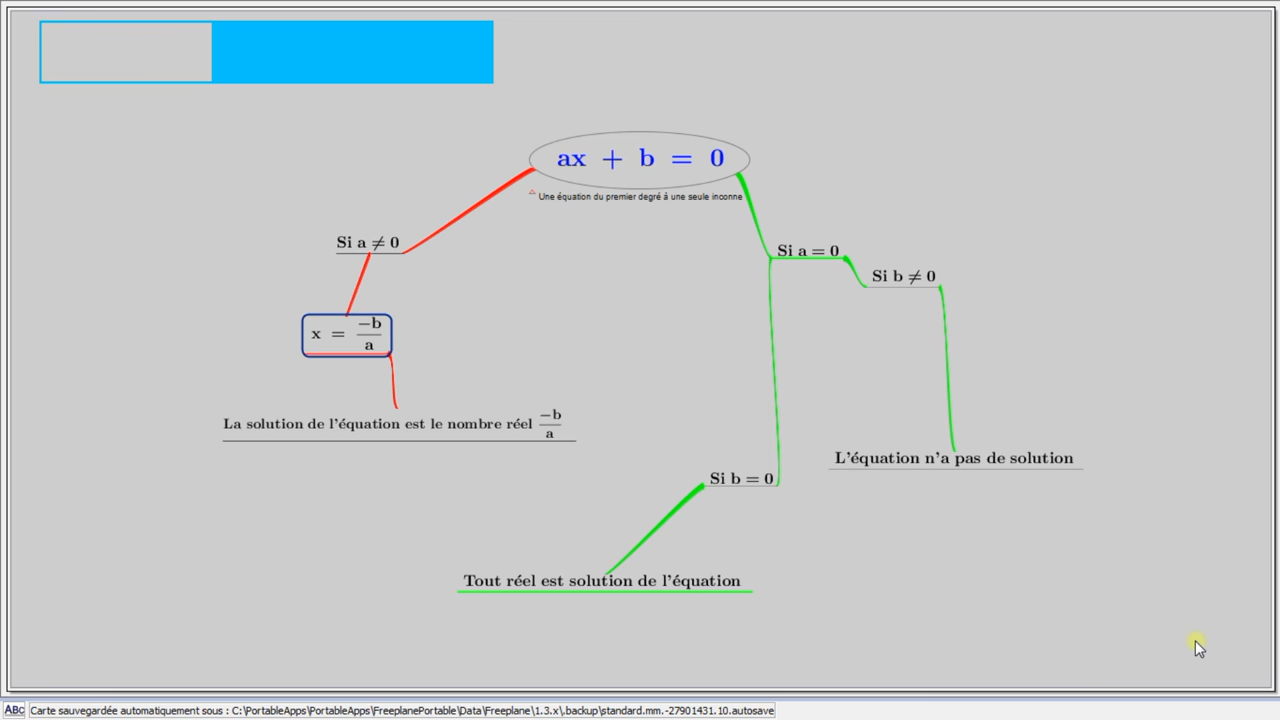 ax + b = 0
Une équation du premier degré à une seule inconne
Si a ≠ 0
Si a = 0
Si b ≠ 0
x = −b/a
La solution de l'équation est le nombre réel −b/a
L'équation n'a pas de solution
Si b = 0
Tout réel est solution de l'équation
ABc Carte sauvegardée automatiquement sous : C:\PortableApps\PortableApps\FreeplanePortable\Data\Freeplane\1.3.x\.backup\standard.mm.-27901431.10.autosave